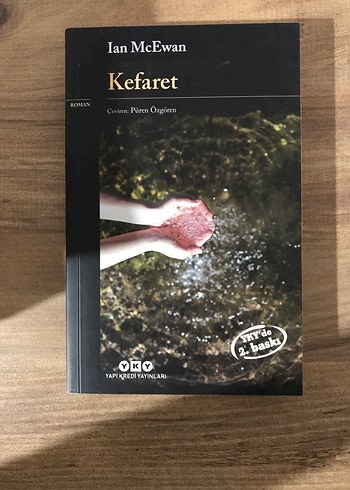 Ian McEwan
Kefaret
ROMAN
Çeviren: Püren Özgören
YKY'de
2. baskı
YKY
YAPI KREDİ YAYINLARI